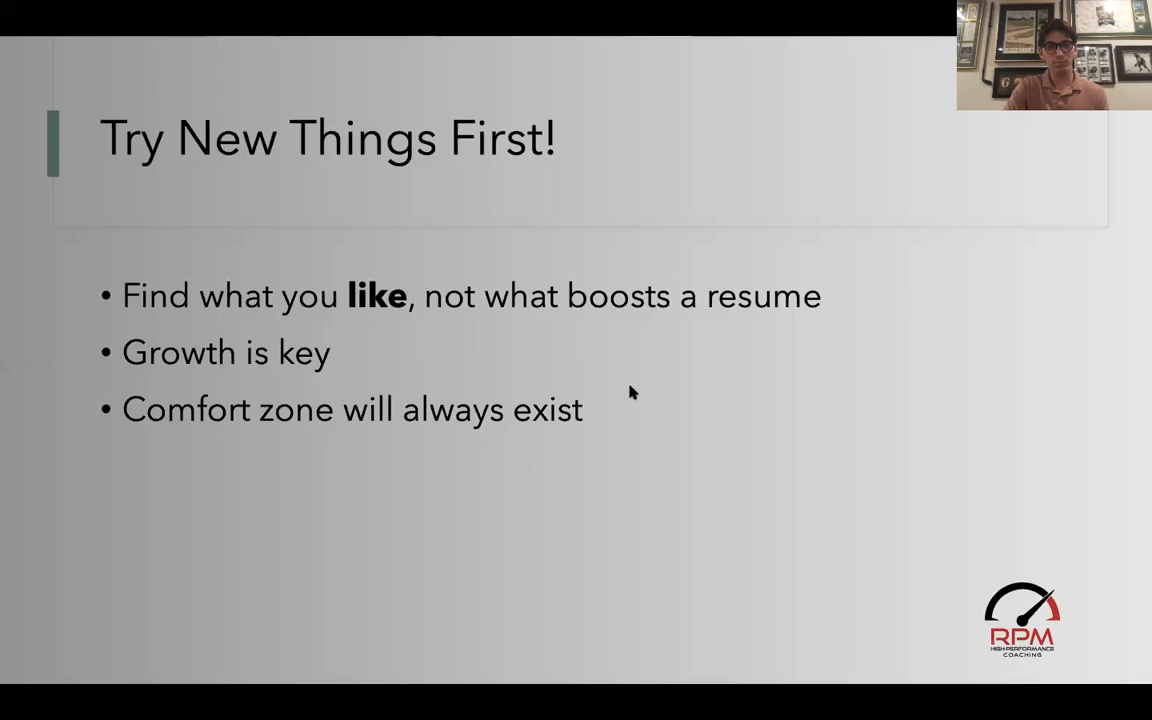 Try New Things First!
• Find what you like, not what boosts a resume
• Growth is key
• Comfort zone will always exist
RPM
HIGH-PERFORMANCE
COACHING